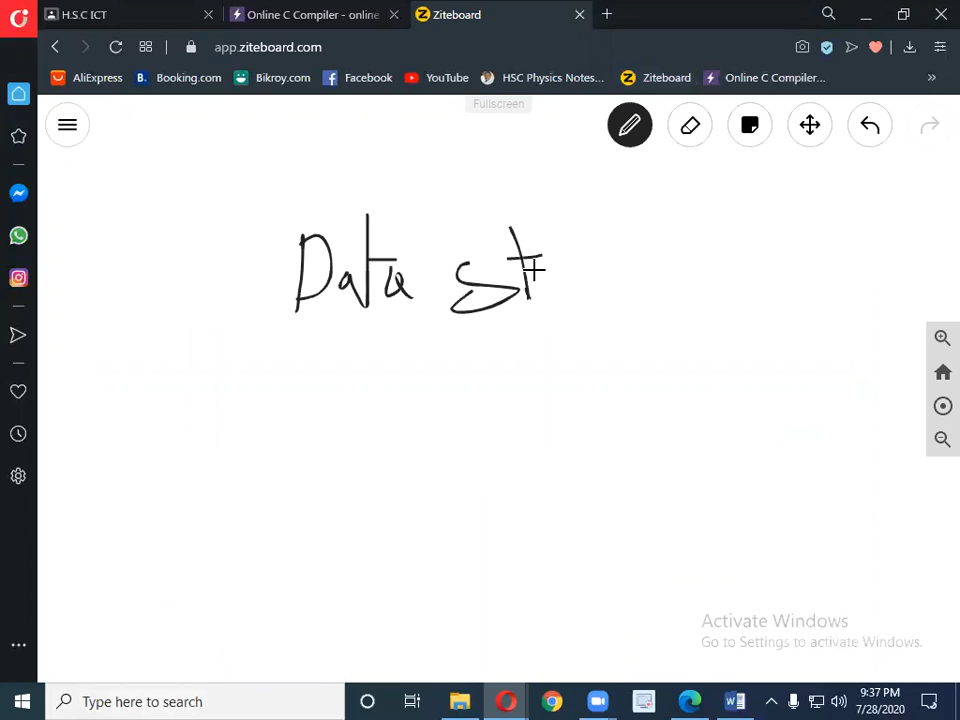 H.S.C ICT
Online C Compiler - online
Ziteboard
app.ziteboard.com
AliExpress
B. Booking.com
Bikroy.com
Facebook
YouTube
HSC Physics Notes...
Z Ziteboard
Online C Compiler...
»
Fullscreen
Data st
Activate Windows
Go to Settings to activate Windows.
Type here to search
9:37 PM
7/28/2020